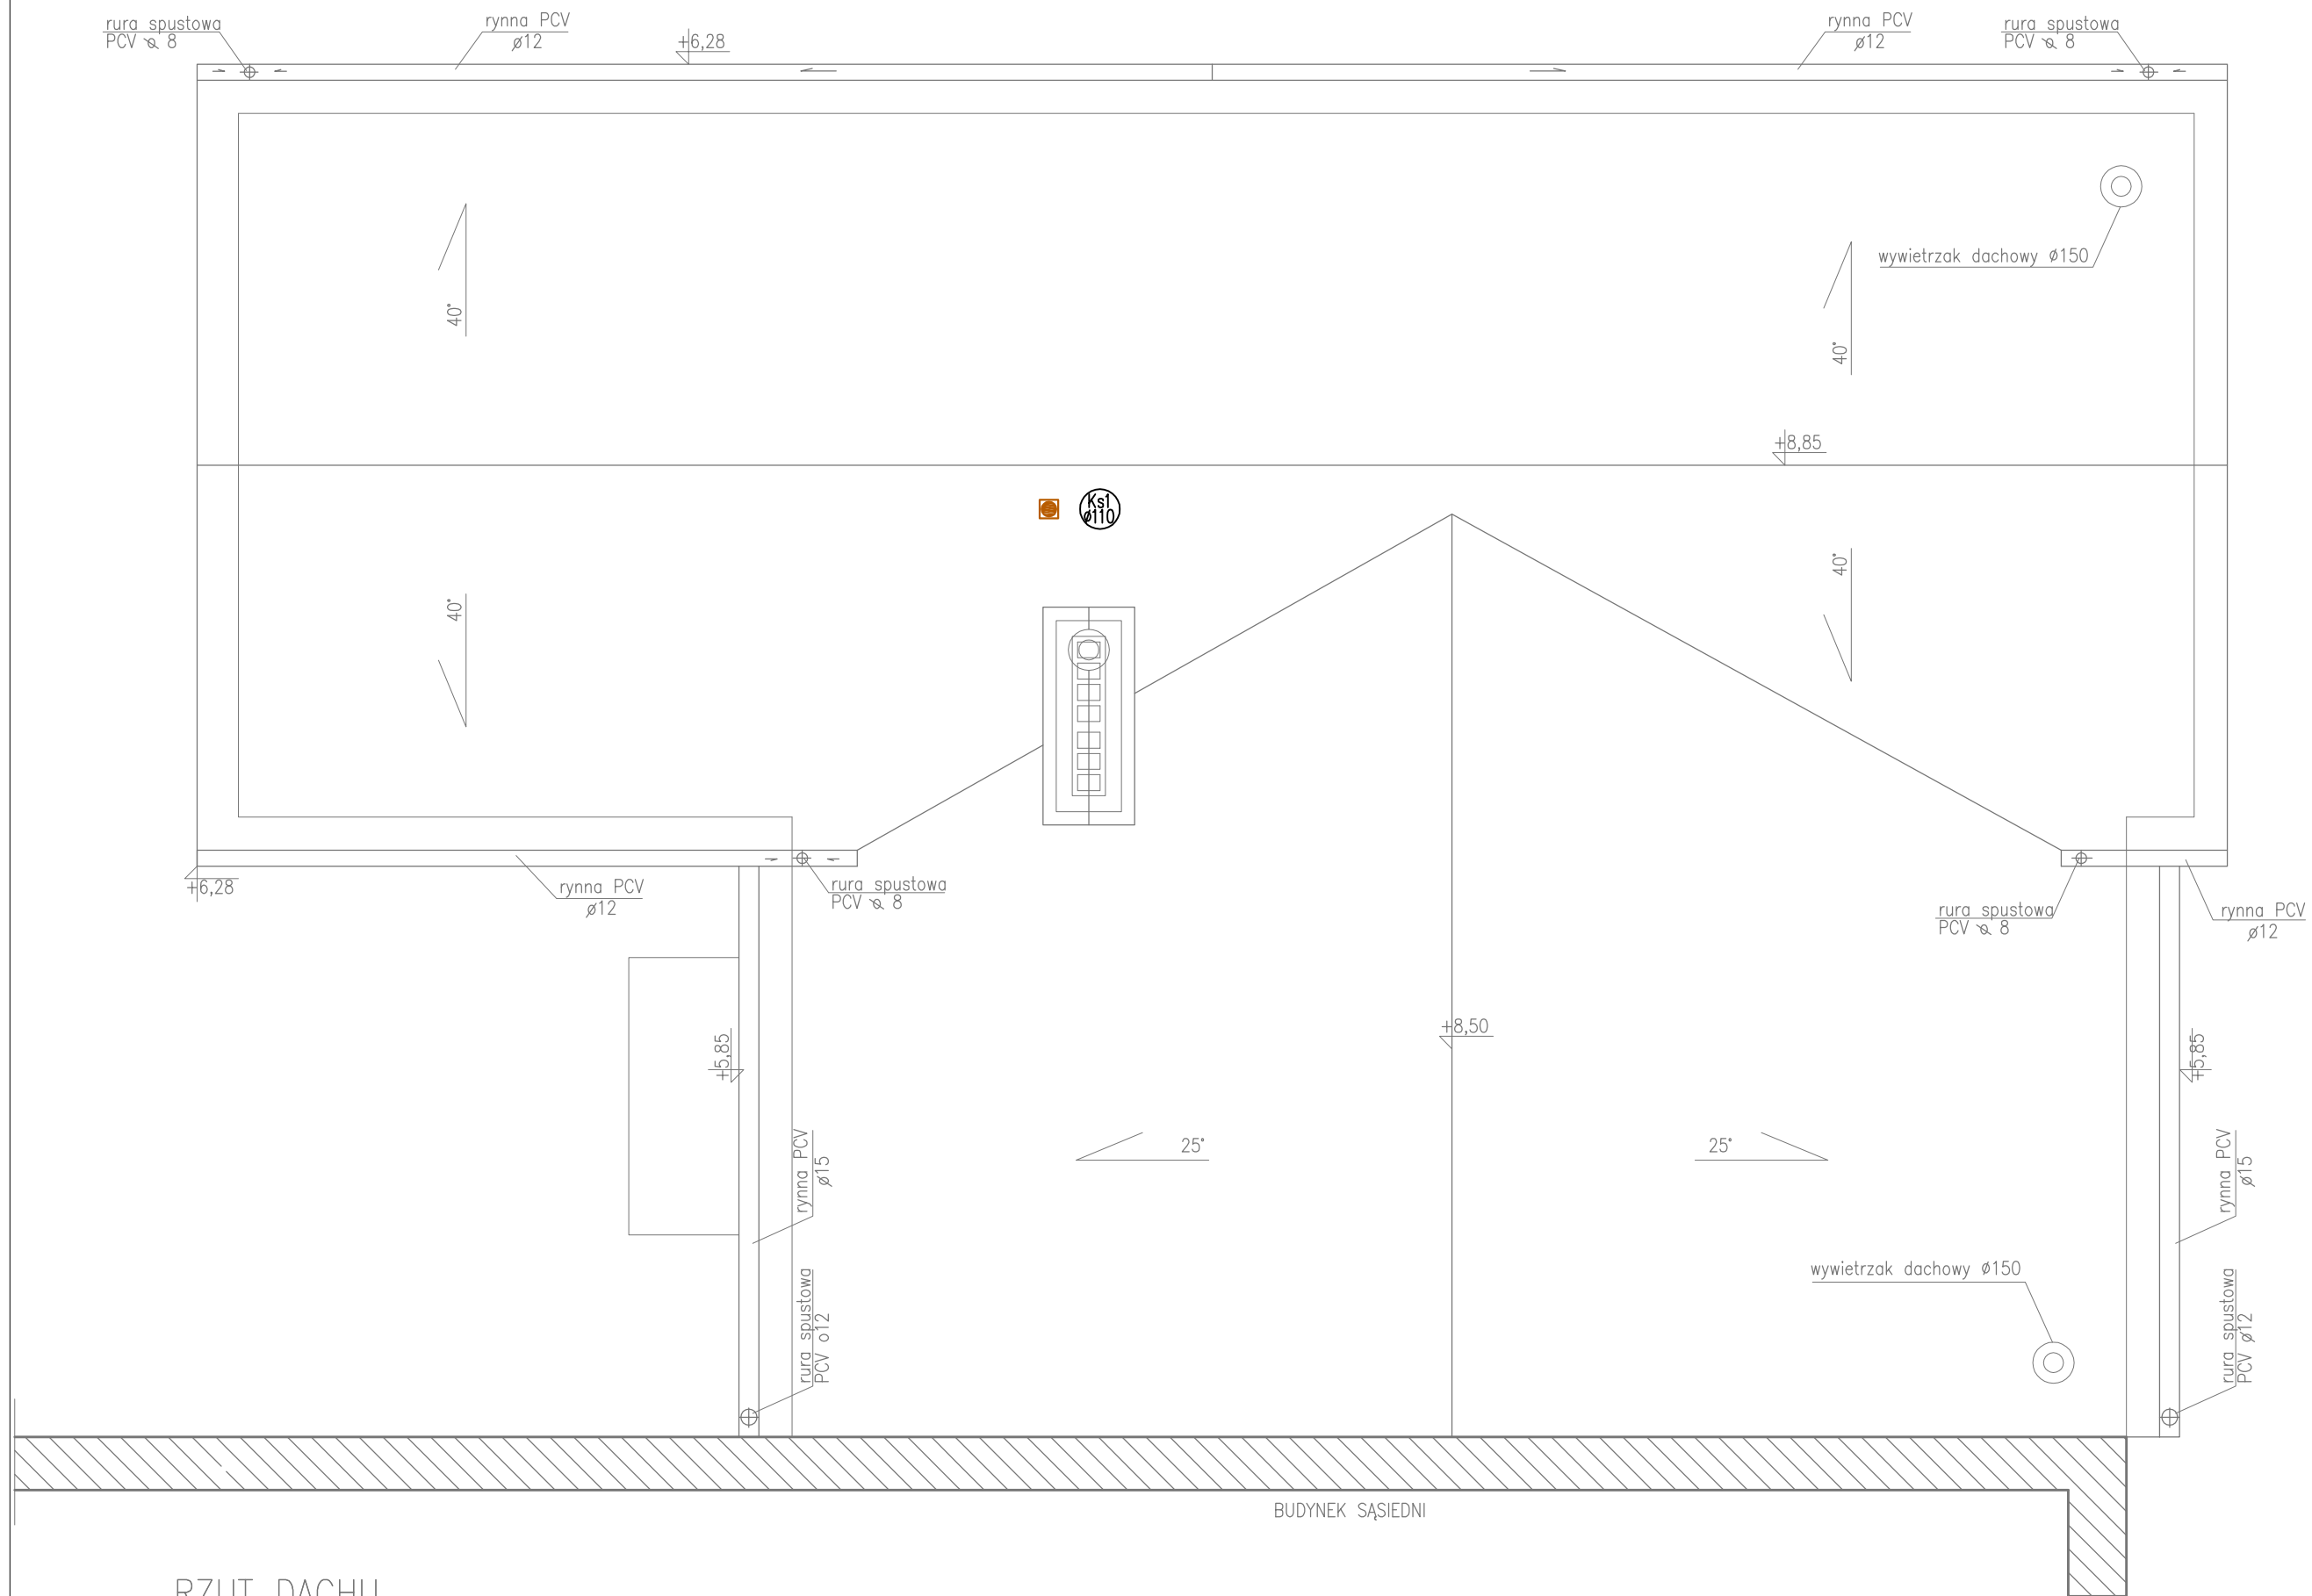 rura spustowa
PCV ⌀ 8
rynna PCV
ø12
+6,28
rynna PCV
ø12
rura spustowa
PCV ⌀ 8
wywietrzak dachowy Ø150
40°
40°
+8,85
Ks1
ø110
40°
40°
+6,28
rynna PCV
ø12
rura spustowa
PCV ⌀ 8
rura spustowa
PCV ⌀ 8
rynna PCV
ø12
+5,85
+8,50
+5,85
25°
25°
rynna PCV
ø15
rynna PCV
ø15
wywietrzak dachowy Ø150
rura spustowa
PCV o12
rura spustowa
PCV ø12
BUDYNEK SĄSIEDNI
RZUT DACHU